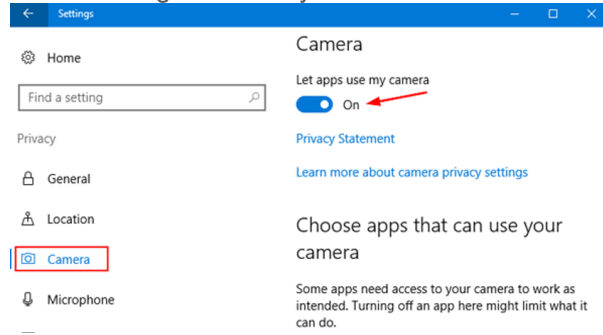 Settings
Home
Find a setting
Privacy
General
Location
Camera
Microphone
Camera
Let apps use my camera
On
Privacy Statement
Learn more about camera privacy settings
Choose apps that can use your
camera
Some apps need access to your camera to work as
intended. Turning off an app here might limit what it
can do.